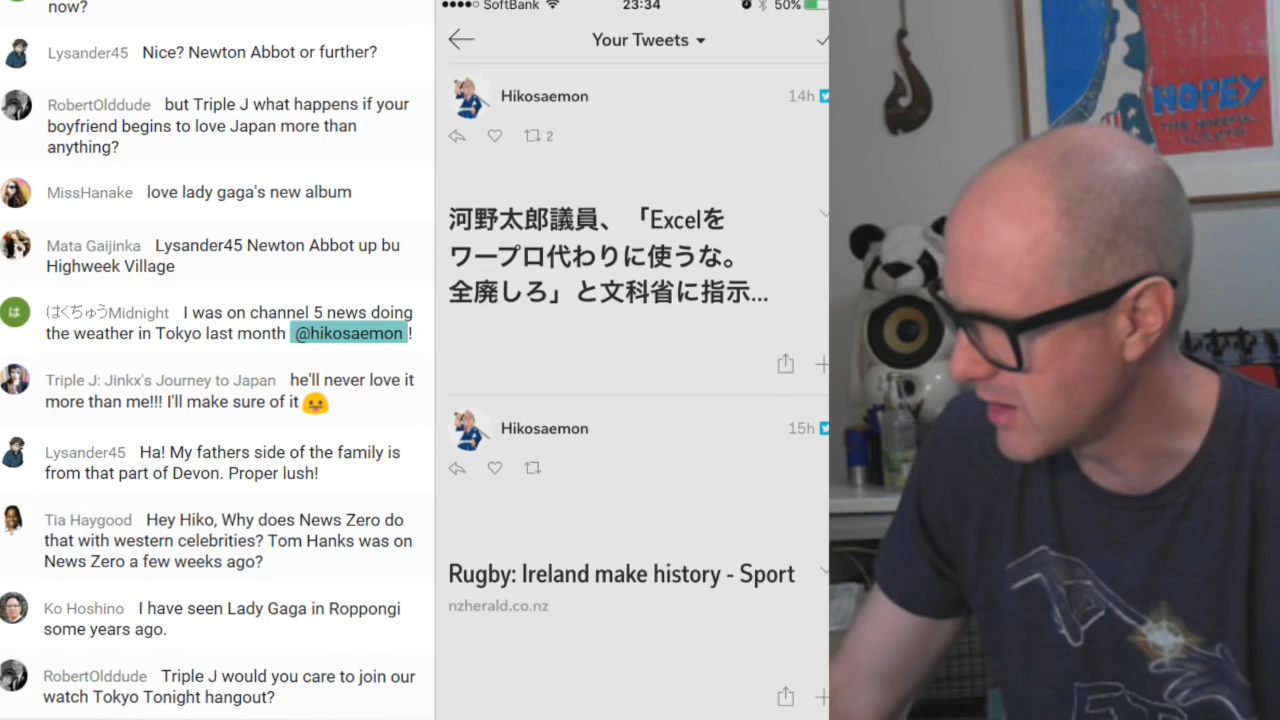 now?
Lysander45 Nice? Newton Abbot or further?
RobertOlddude but Triple J what happens if your
boyfriend begins to love Japan more than
anything?
MissHanake love lady gaga's new album
Mata Gaijinka Lysander45 Newton Abbot up bu
Highweek Village
は
はくぢゅうMidnight I was on channel 5 news doing
the weather in Tokyo last month @hikosaemon !
Triple J: Jinkx's Journey to Japan he'll never love it
more than me!!! I'll make sure of it 😛
Lysander45 Ha! My fathers side of the family is
from that part of Devon. Proper lush!
Tia Haygood Hey Hiko, Why does News Zero do
that with western celebrities? Tom Hanks was on
News Zero a few weeks ago?
Ko Hoshino I have seen Lady Gaga in Roppongi
some years ago.
RobertOlddude Triple J would you care to join our
watch Tokyo Tonight hangout?
SoftBank 23:34 50%
Your Tweets
Hikosaemon 14h
2
河野太郎議員、「Excelを
ワープロ代わりに使うな。
全廃しろ」と文科省に指示...
Hikosaemon 15h
Rugby: Ireland make history - Sport
nzherald.co.nz
HOPEY